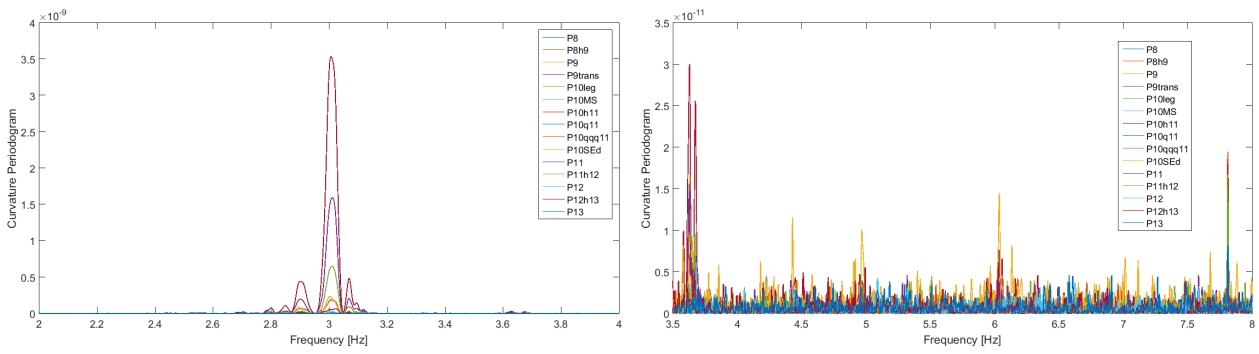 ×10⁻⁹
4
3.5
3
2.5
2
1.5
1
0.5
0
Curvature Periodogram
2 2.2 2.4 2.6 2.8 3 3.2 3.4 3.6 3.8 4
Frequency [Hz]
P8
P8h9
P9
P9trans
P10leg
P10MS
P10h11
P10q11
P10qqq11
P10SEd
P11
P11h12
P12
P12h13
P13
×10⁻¹¹
3.5
3
2.5
2
1.5
1
0.5
0
Curvature Periodogram
3.5 4 4.5 5 5.5 6 6.5 7 7.5 8
Frequency [Hz]
P8
P8h9
P9
P9trans
P10leg
P10MS
P10h11
P10q11
P10qqq11
P10SEd
P11
P11h12
P12
P12h13
P13